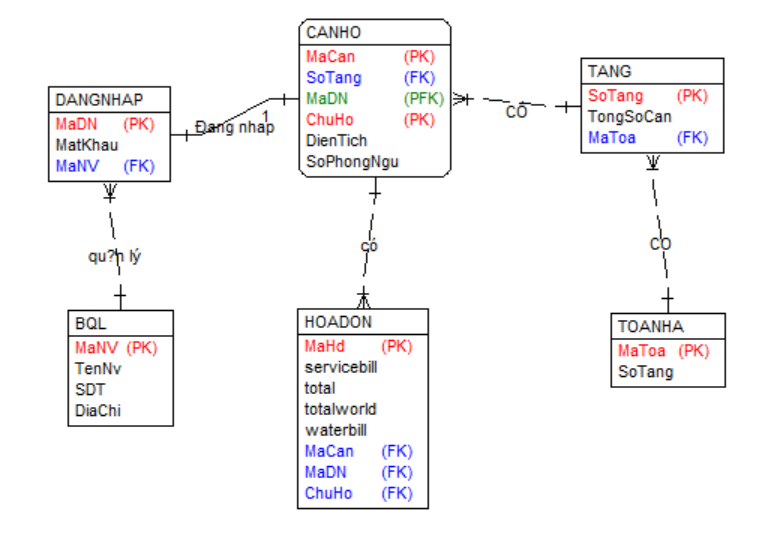 CANHO
MaCan (PK)
SoTang (FK)
MaDN (PFK)
ChuHo (PK)
DienTich
SoPhongNgu
TANG
SoTang (PK)
TongSoCan
MaToa (FK)
DANGNHAP
MaDN (PK)
MatKhau
MaNV (FK)
Đang nhap
1
CO
qu?n lý
có
CO
BQL
MaNV (PK)
TenNv
SDT
DiaChi
HOADON
MaHd (PK)
servicebill
total
totalworld
waterbill
MaCan (FK)
MaDN (FK)
ChuHo (FK)
TOANHA
MaToa (PK)
SoTang